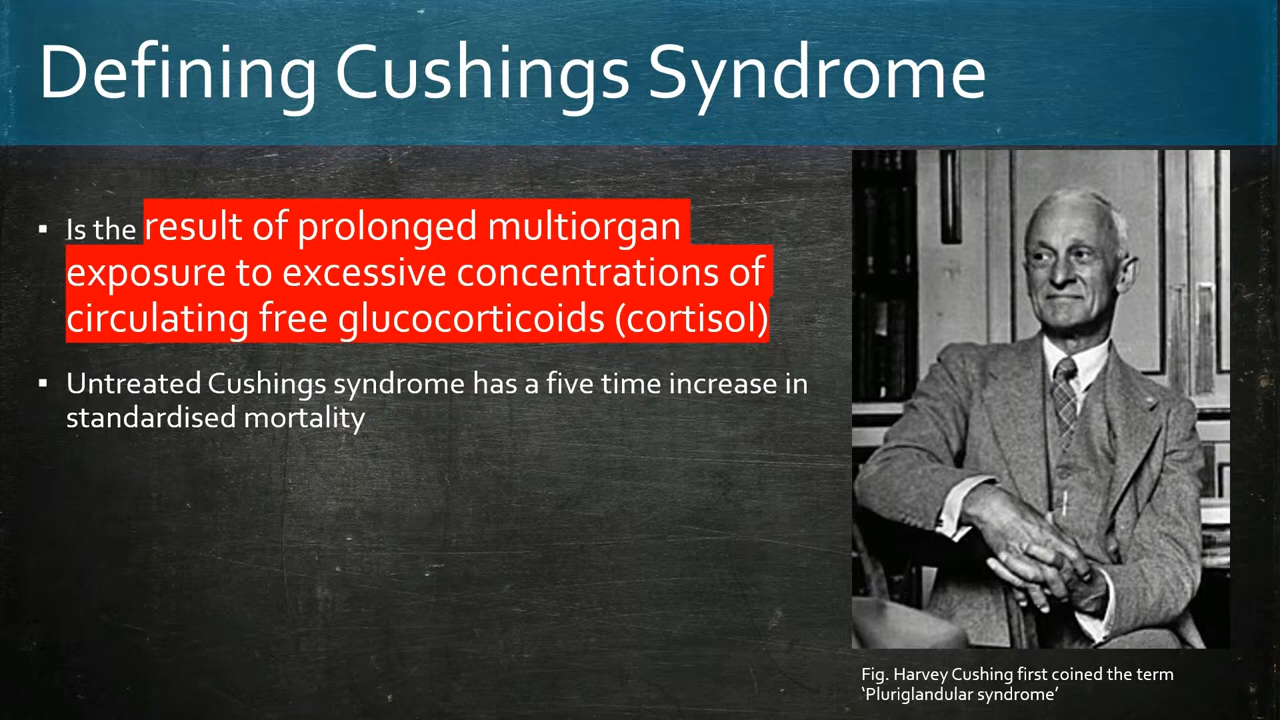 Defining Cushings Syndrome
▪ Is the result of prolonged multiorgan
exposure to excessive concentrations of
circulating free glucocorticoids (cortisol)
▪ Untreated Cushings syndrome has a five time increase in
standardised mortality
Fig. Harvey Cushing first coined the term
‘Pluriglandular syndrome’